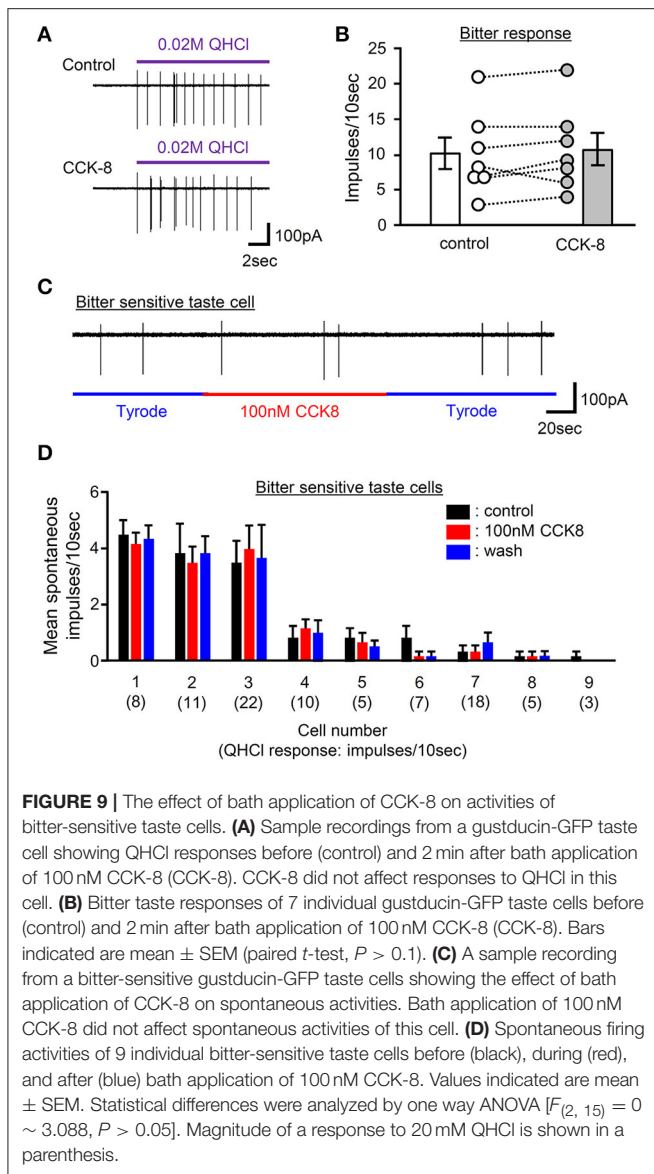 A
0.02M QHCl
Control
0.02M QHCl
CCK-8
100pA
2sec
B
Bitter response
25
20
15
10
5
0
Impulses/10sec
control
CCK-8
C
Bitter sensitive taste cell
Tyrode
100nM CCK8
Tyrode
100pA
20sec
D
Bitter sensitive taste cells
: control
: 100nM CCK8
: wash
6
4
2
0
Mean spontaneous
impulses/10sec
1 2 3 4 5 6 7 8 9
(8) (11) (22) (10) (5) (7) (18) (5) (3)
Cell number
(QHCl response: impulses/10sec)
FIGURE 9 | The effect of bath application of CCK-8 on activities of
bitter-sensitive taste cells. (A) Sample recordings from a gustducin-GFP taste
cell showing QHCl responses before (control) and 2 min after bath application
of 100 nM CCK-8 (CCK-8). CCK-8 did not affect responses to QHCl in this
cell. (B) Bitter taste responses of 7 individual gustducin-GFP taste cells before
(control) and 2 min after bath application of 100 nM CCK-8 (CCK-8). Bars
indicated are mean ± SEM (paired t-test, P > 0.1). (C) A sample recording
from a bitter-sensitive gustducin-GFP taste cells showing the effect of bath
application of CCK-8 on spontaneous activities. Bath application of 100 nM
CCK-8 did not affect spontaneous activities of this cell. (D) Spontaneous firing
activities of 9 individual bitter-sensitive taste cells before (black), during (red),
and after (blue) bath application of 100 nM CCK-8. Values indicated are mean
± SEM. Statistical differences were analyzed by one way ANOVA [F(2, 15) = 0
~ 3.088, P > 0.05]. Magnitude of a response to 20 mM QHCl is shown in a
parenthesis.